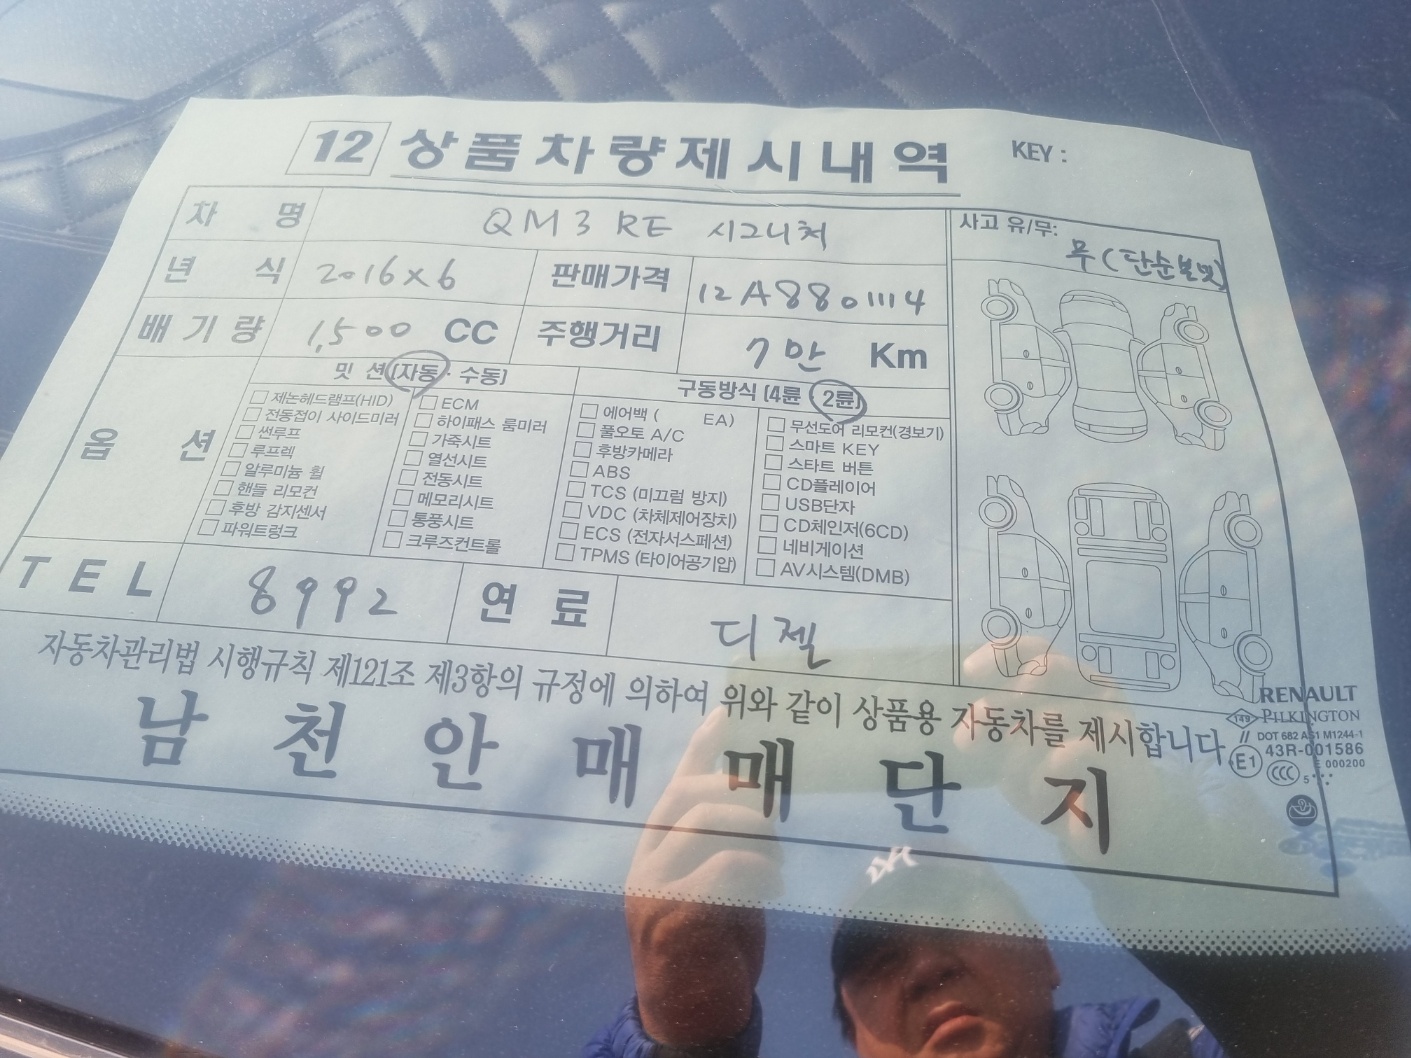 12 상품차량제시내역 KEY :
차 명 QM3 RE 시그니처
사고 유/무: 무(단순보닛)
년 식 2016x6 판매가격 12A8801114
배기량 1,500 CC 주행거리 7만 Km
옵 션
밋 션 [자동 · 수동] 구동방식 [4륜 2륜]
제논헤드램프(HID)
전동접이 사이드미러
썬루프
루프렉
알루미늄 휠
핸들 리모컨
후방 감지센서
파워트렁크
ECM
하이패스 룸미러
가죽시트
열선시트
전동시트
메모리시트
통풍시트
크루즈컨트롤
에어백 ( EA)
풀오토 A/C
후방카메라
ABS
TCS (미끄럼 방지)
VDC (차체제어장치)
ECS (전자서스페션)
TPMS (타이어공기압)
무선도어 리모컨(경보기)
스마트 KEY
스타트 버튼
CD플레이어
USB단자
CD체인저(6CD)
네비게이션
AV시스템(DMB)
TEL 8992 연 료 디젤
자동차관리법 시행규칙 제121조 제3항의 규정에 의하여 위와 같이 상품용 자동차를 제시합니다.
남천안매매단지
RENAULT
149 PILKINGTON
// DOT 682 AS1 M1244-1
E1 43R-001586
E 000200
CCC 5